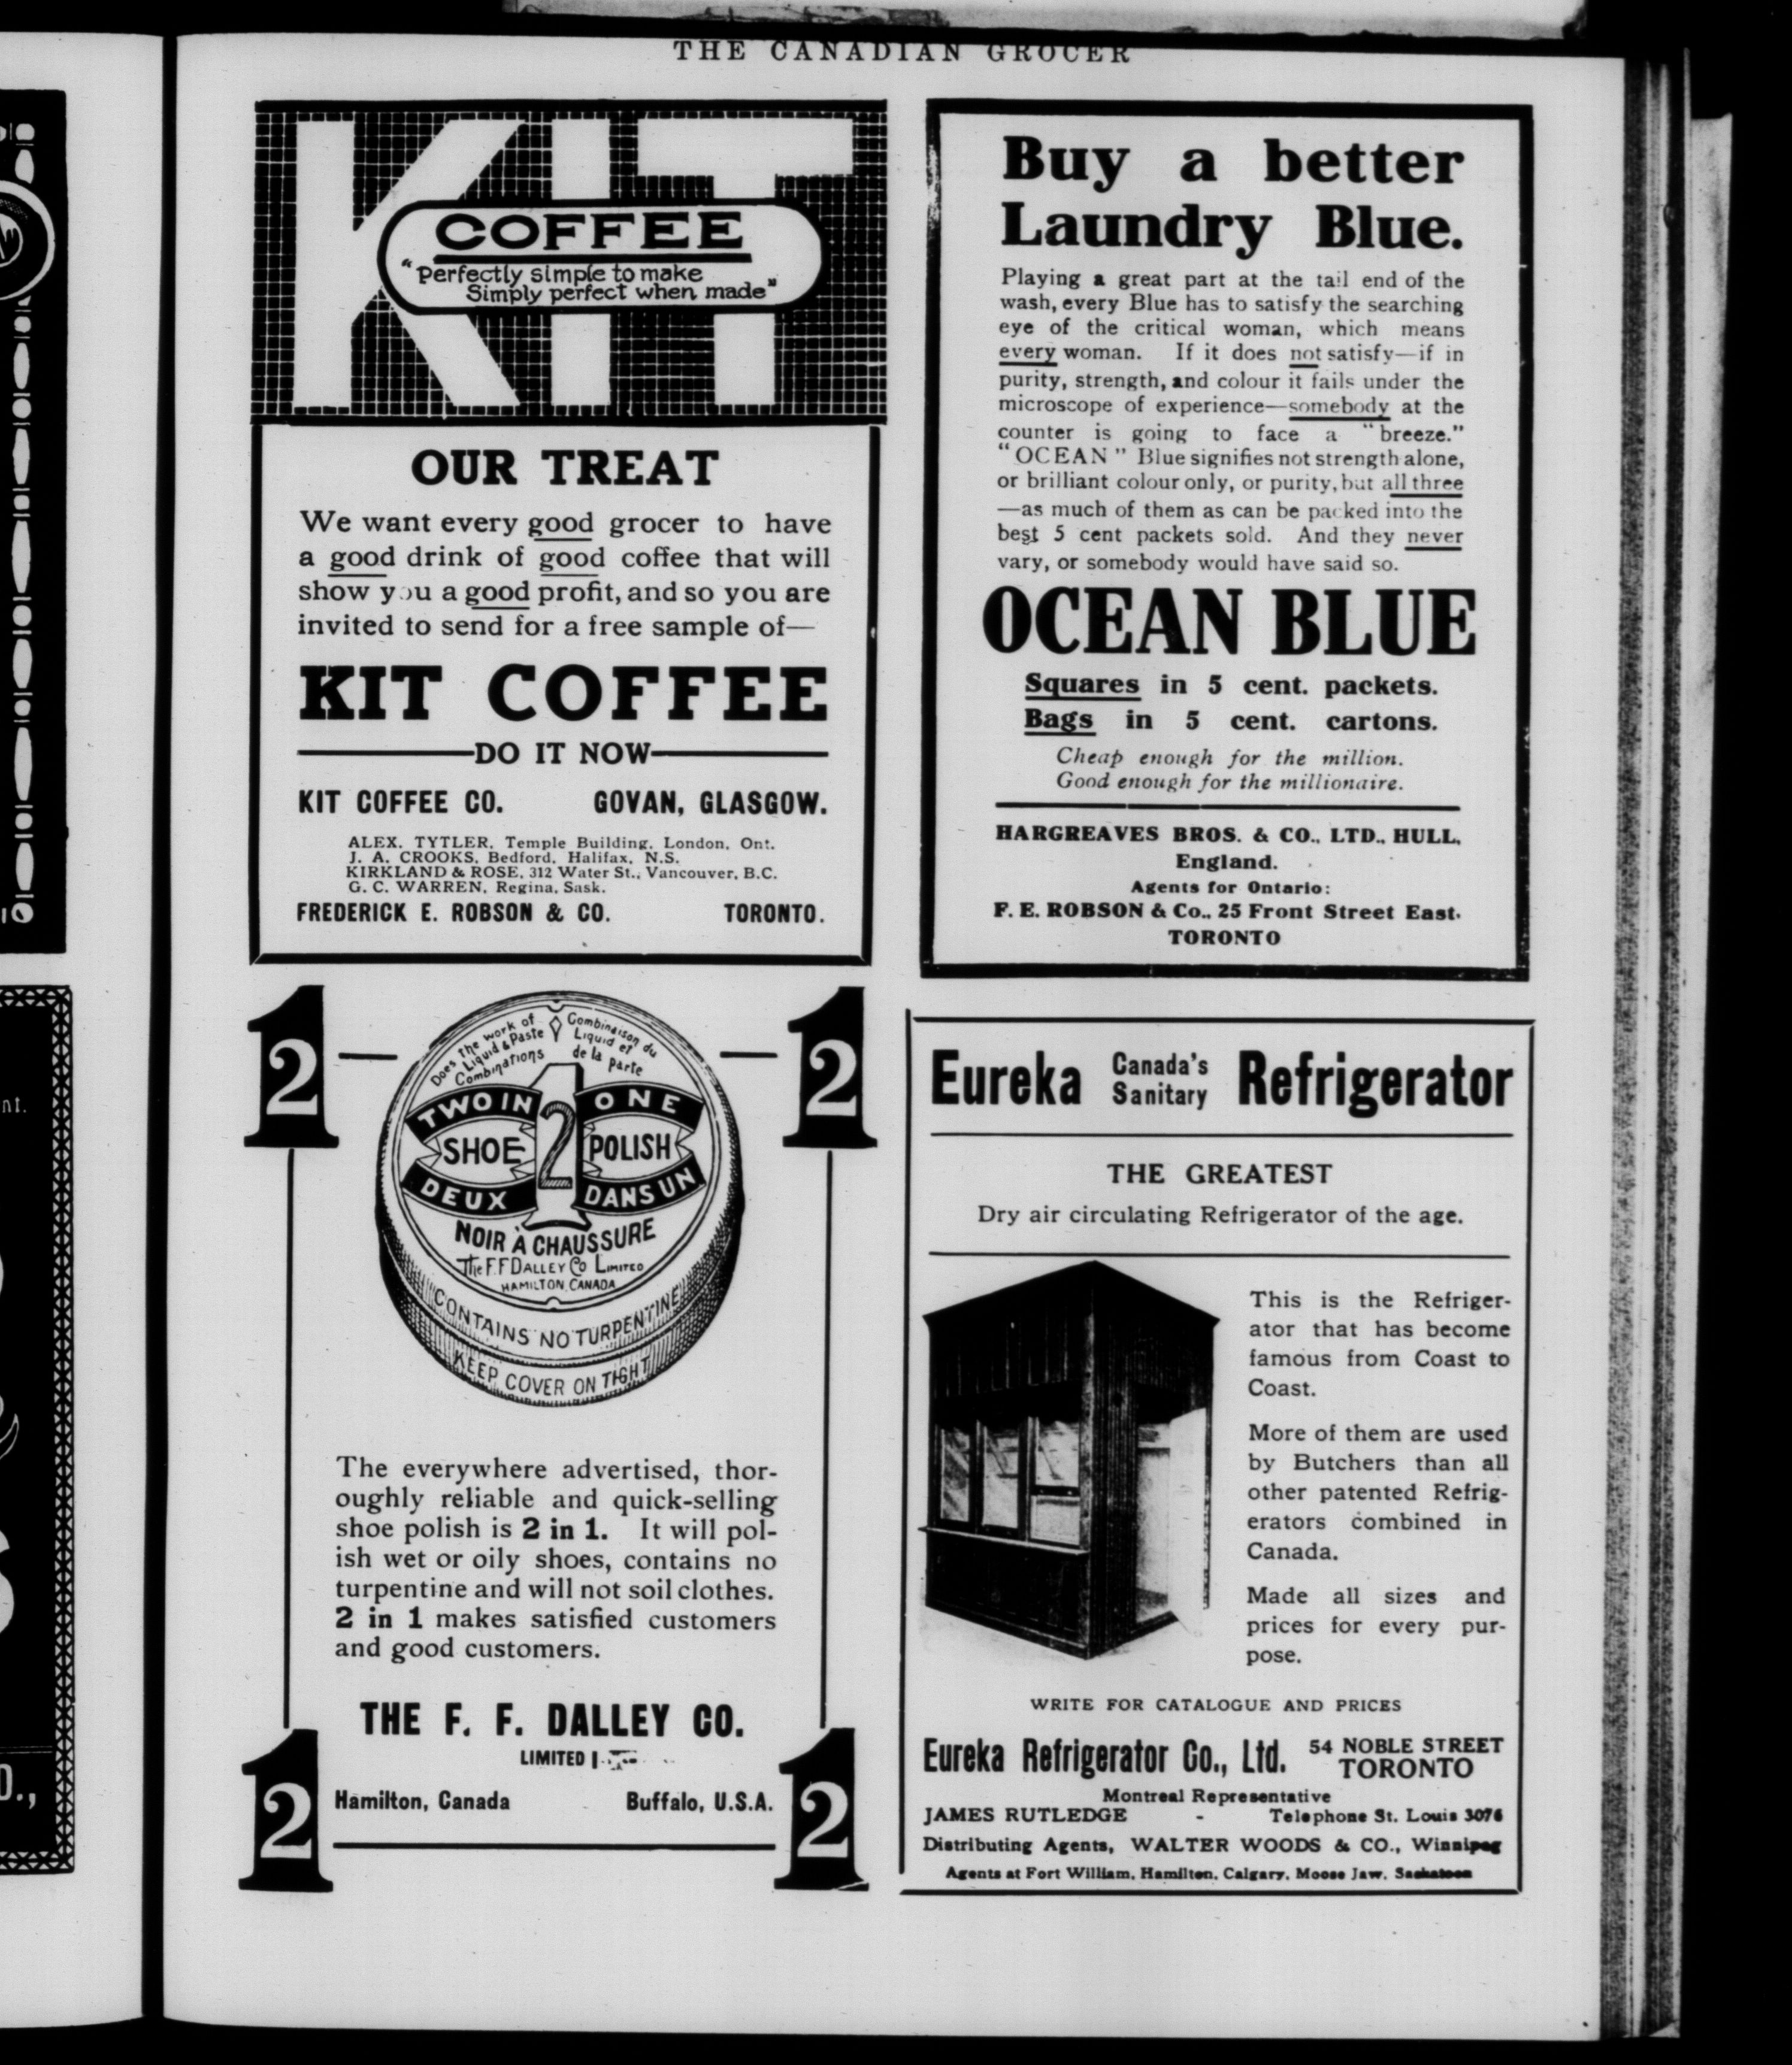 THE CANADIAN GROCER
KIT
COFFEE
"Perfectly simple to make
Simply perfect when made"
OUR TREAT
We want every good grocer to have
a good drink of good coffee that will
show you a good profit, and so you are
invited to send for a free sample of—
KIT COFFEE
DO IT NOW
KIT COFFEE CO. GOVAN, GLASGOW.
ALEX. TYTLER, Temple Building, London, Ont.
J. A. CROOKS, Bedford, Halifax, N.S.
KIRKLAND & ROSE, 312 Water St., Vancouver, B.C.
G. C. WARREN, Regina, Sask.
FREDERICK E. ROBSON & CO. TORONTO.
Buy a better
Laundry Blue.
Playing a great part at the tail end of the
wash, every Blue has to satisfy the searching
eye of the critical woman, which means
every woman. If it does not satisfy—if in
purity, strength, and colour it fails under the
microscope of experience—somebody at the
counter is going to face a "breeze."
"OCEAN" Blue signifies not strength alone,
or brilliant colour only, or purity, but all three
—as much of them as can be packed into the
best 5 cent packets sold. And they never
vary, or somebody would have said so.
OCEAN BLUE
Squares in 5 cent. packets.
Bags in 5 cent. cartons.
Cheap enough for the million.
Good enough for the millionaire.
HARGREAVES BROS. & CO., LTD., HULL,
England.
Agents for Ontario:
F. E. ROBSON & Co., 25 Front Street East.
TORONTO
2 2
Does the work of
Liquid & Paste
Combinations
Combinaison du
Liquid et
de la Parte
TWO IN ONE
SHOE 2 POLISH
DEUX DANS UN
NOIR À CHAUSSURE
The F.F. Dalley Co Limited
HAMILTON, CANADA
CONTAINS NO TURPENTINE
KEEP COVER ON TIGHT
The everywhere advertised, thor-
oughly reliable and quick-selling
shoe polish is 2 in 1. It will pol-
ish wet or oily shoes, contains no
turpentine and will not soil clothes.
2 in 1 makes satisfied customers
and good customers.
THE F. F. DALLEY CO.
LIMITED
Hamilton, Canada Buffalo, U.S.A.
2 2
Eureka Canada's Sanitary Refrigerator
THE GREATEST
Dry air circulating Refrigerator of the age.
This is the Refriger-
ator that has become
famous from Coast to
Coast.
More of them are used
by Butchers than all
other patented Refrig-
erators combined in
Canada.
Made all sizes and
prices for every pur-
pose.
WRITE FOR CATALOGUE AND PRICES
Eureka Refrigerator Co., Ltd. 54 NOBLE STREET
TORONTO
Montreal Representative
JAMES RUTLEDGE - Telephone St. Louis 3076
Distributing Agents, WALTER WOODS & CO., Winnipeg
Agents at Fort William, Hamilton, Calgary, Moose Jaw, Saskatoon